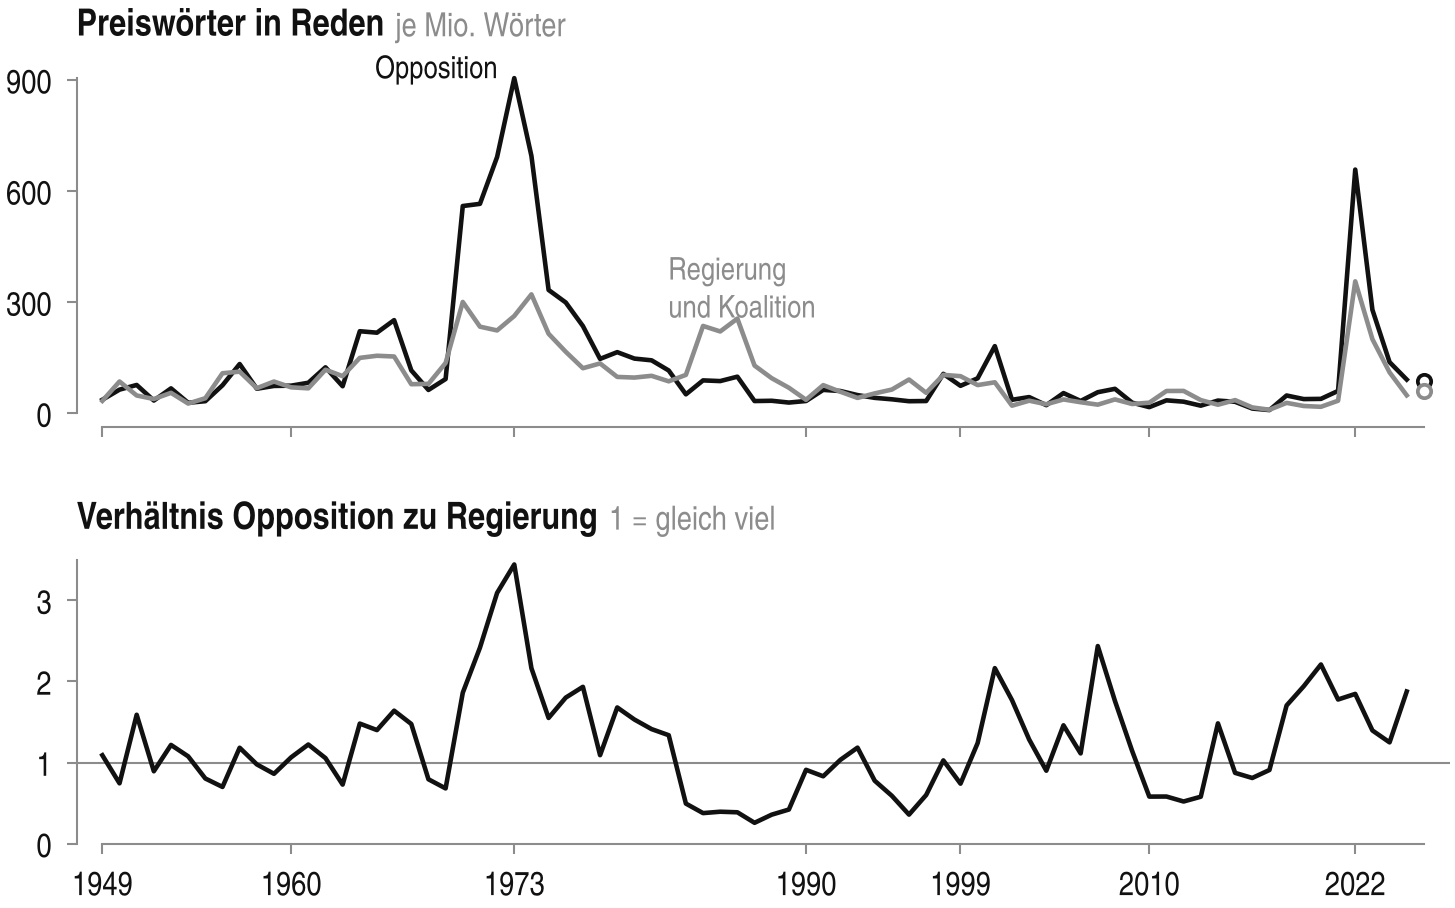 Preiswörter in Reden je Mio. Wörter
Opposition
900
600
Regierung
und Koalition
300
0
Verhältnis Opposition zu Regierung 1 = gleich viel
3
2
1
0
1949 1960 1973 1990 1999 2010 2022